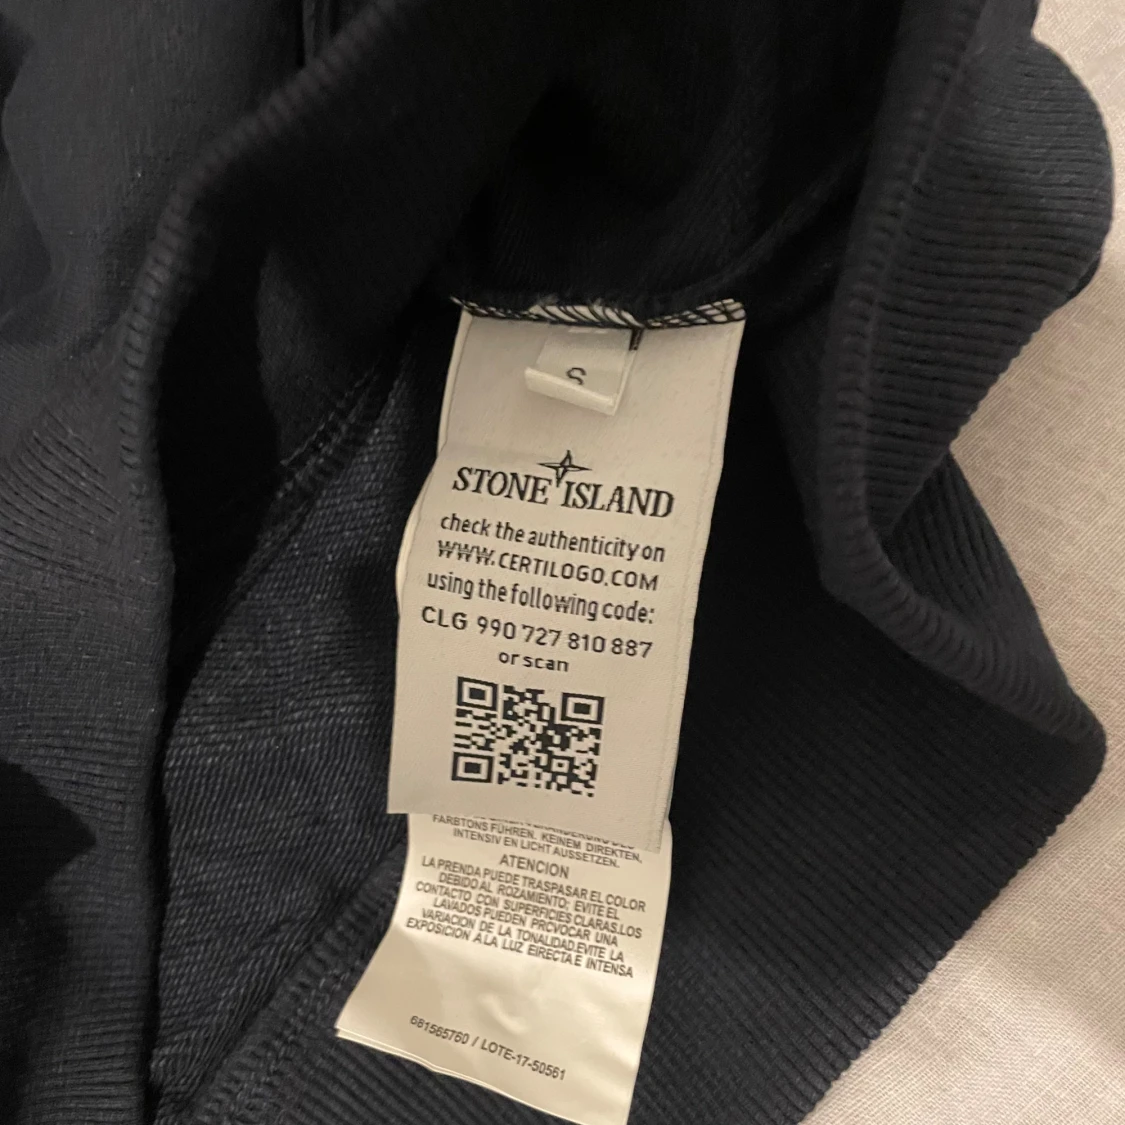 S
STONE ISLAND
check the authenticity on
WWW.CERTILOGO.COM
using the following code:
CLG 990 727 810 887
or scan
FARBTONS FÜHREN. KEINEM DIREKTEN,
INTENSIV EN LICHT AUSSETZEN.
ATENCION
LA PRENDA PUEDE TRASPASAR EL COLOR
DEBIDO AL ROZAMIENTO; EVITE EL
CONTACTO CON SUPERFICIES CLARAS.LOS
LAVADOS PUEDEN PRCVOCAR UNA
VARIACION DE LA TONALIDAD.EVITE LA
EXPOSICION A LA LUZ EIRECTA E INTENSA
681565760 / LOTE-17-50561